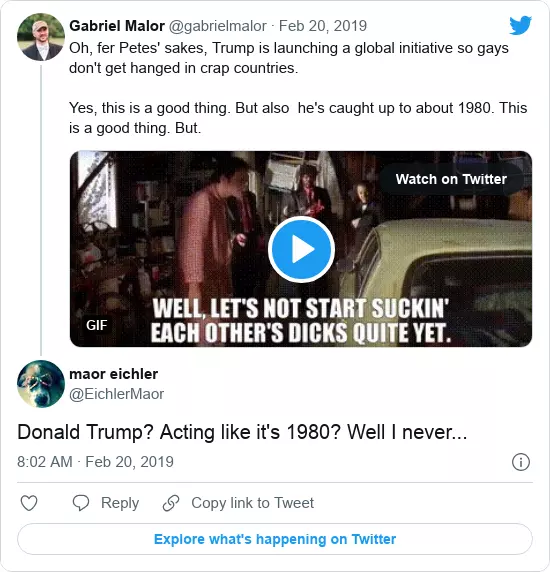 Gabriel Malor @gabrielmalor · Feb 20, 2019
Oh, fer Petes' sakes, Trump is launching a global initiative so gays
don't get hanged in crap countries.
Yes, this is a good thing. But also he's caught up to about 1980. This
is a good thing. But.
Watch on Twitter
WELL, LET'S NOT START SUCKIN'
EACH OTHER'S DICKS QUITE YET.
GIF
maor eichler
@EichlerMaor
Donald Trump? Acting like it's 1980? Well I never...
8:02 AM · Feb 20, 2019
Reply
Copy link to Tweet
Explore what's happening on Twitter